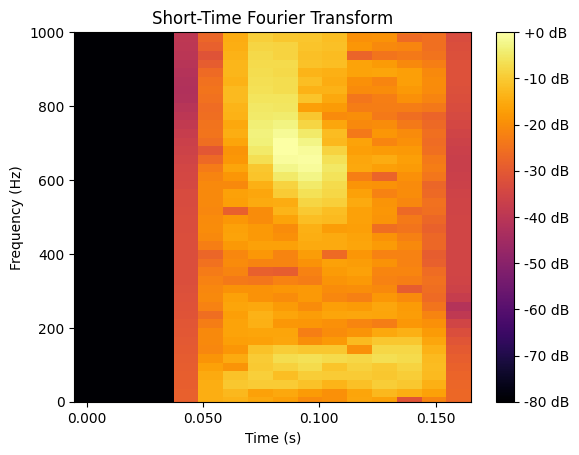 Short-Time Fourier Transform
1000
800
600
400
200
0
Frequency (Hz)
0.000
0.050
0.100
0.150
Time (s)
+0 dB
-10 dB
-20 dB
-30 dB
-40 dB
-50 dB
-60 dB
-70 dB
-80 dB